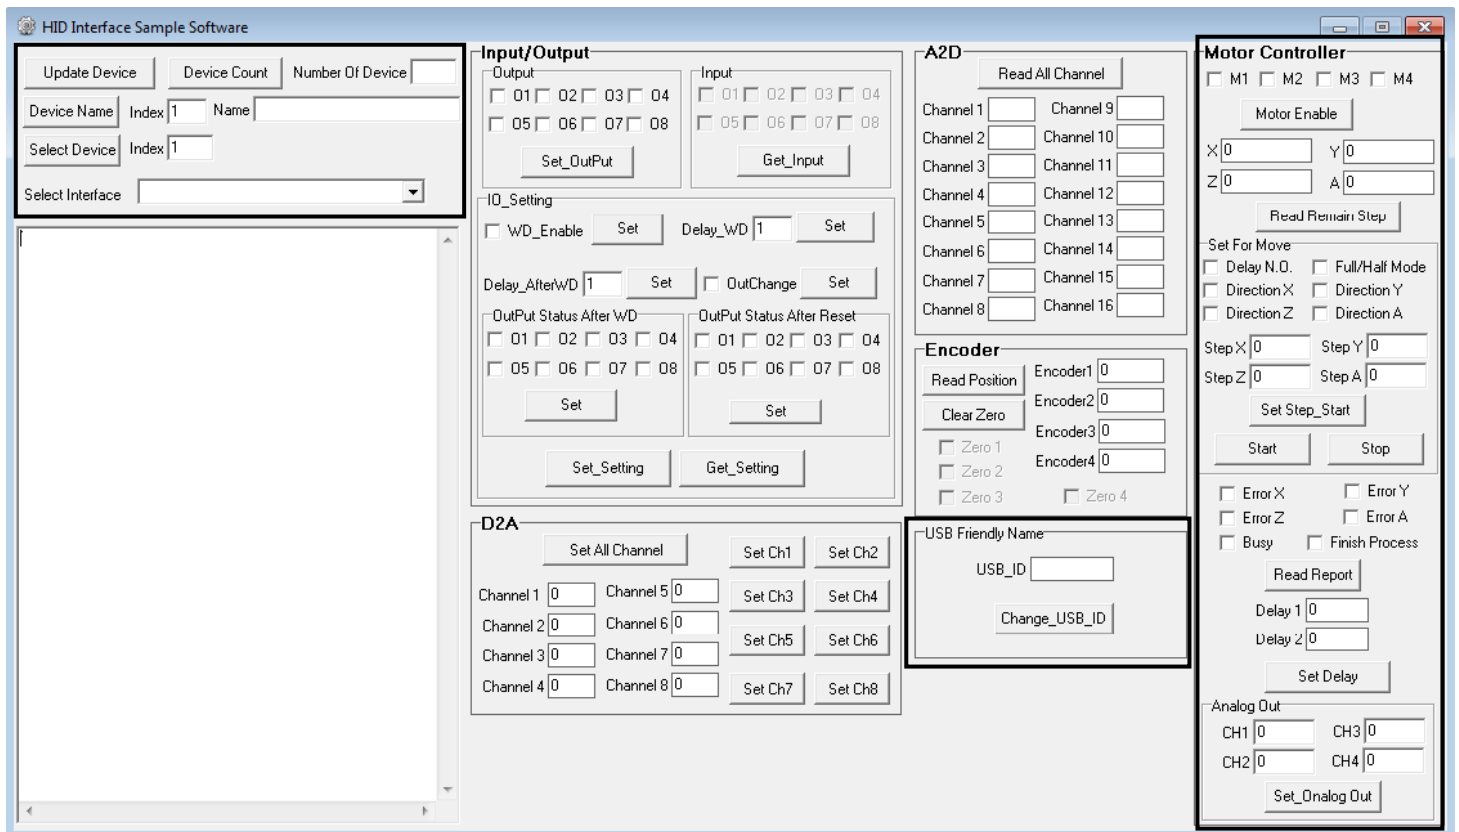 HID Interface Sample Software
Update Device Device Count Number Of Device
Device Name Index 1 Name
Select Device Index 1
Select Interface
Input/Output
Output
01 02 03 04
05 06 07 08
Set_OutPut
Input
01 02 03 04
05 06 07 08
Get_Input
IO_Setting
WD_Enable Set Delay_WD 1 Set
Delay_AfterWD 1 Set OutChange Set
OutPut Status After WD
01 02 03 04
05 06 07 08
Set
OutPut Status After Reset
01 02 03 04
05 06 07 08
Set
Set_Setting Get_Setting
D2A
Set All Channel Set Ch1 Set Ch2
Channel 1 0 Channel 5 0 Set Ch3 Set Ch4
Channel 2 0 Channel 6 0
Channel 3 0 Channel 7 0 Set Ch5 Set Ch6
Channel 4 0 Channel 8 0 Set Ch7 Set Ch8
A2D
Read All Channel
Channel 1 Channel 9
Channel 2 Channel 10
Channel 3 Channel 11
Channel 4 Channel 12
Channel 5 Channel 13
Channel 6 Channel 14
Channel 7 Channel 15
Channel 8 Channel 16
Encoder
Read Position Encoder1 0
Clear Zero Encoder2 0
Encoder3 0
Zero 1 Encoder4 0
Zero 2
Zero 3 Zero 4
USB Friendly Name
USB_ID
Change_USB_ID
Motor Controller
M1 M2 M3 M4
Motor Enable
X 0 Y 0
Z 0 A 0
Read Remain Step
Set For Move
Delay N.O. Full/Half Mode
Direction X Direction Y
Direction Z Direction A
Step X 0 Step Y 0
Step Z 0 Step A 0
Set Step_Start
Start Stop
Error X Error Y
Error Z Error A
Busy Finish Process
Read Report
Delay 1 0
Delay 2 0
Set Delay
Analog Out
CH1 0 CH3 0
CH2 0 CH4 0
Set_Onalog Out